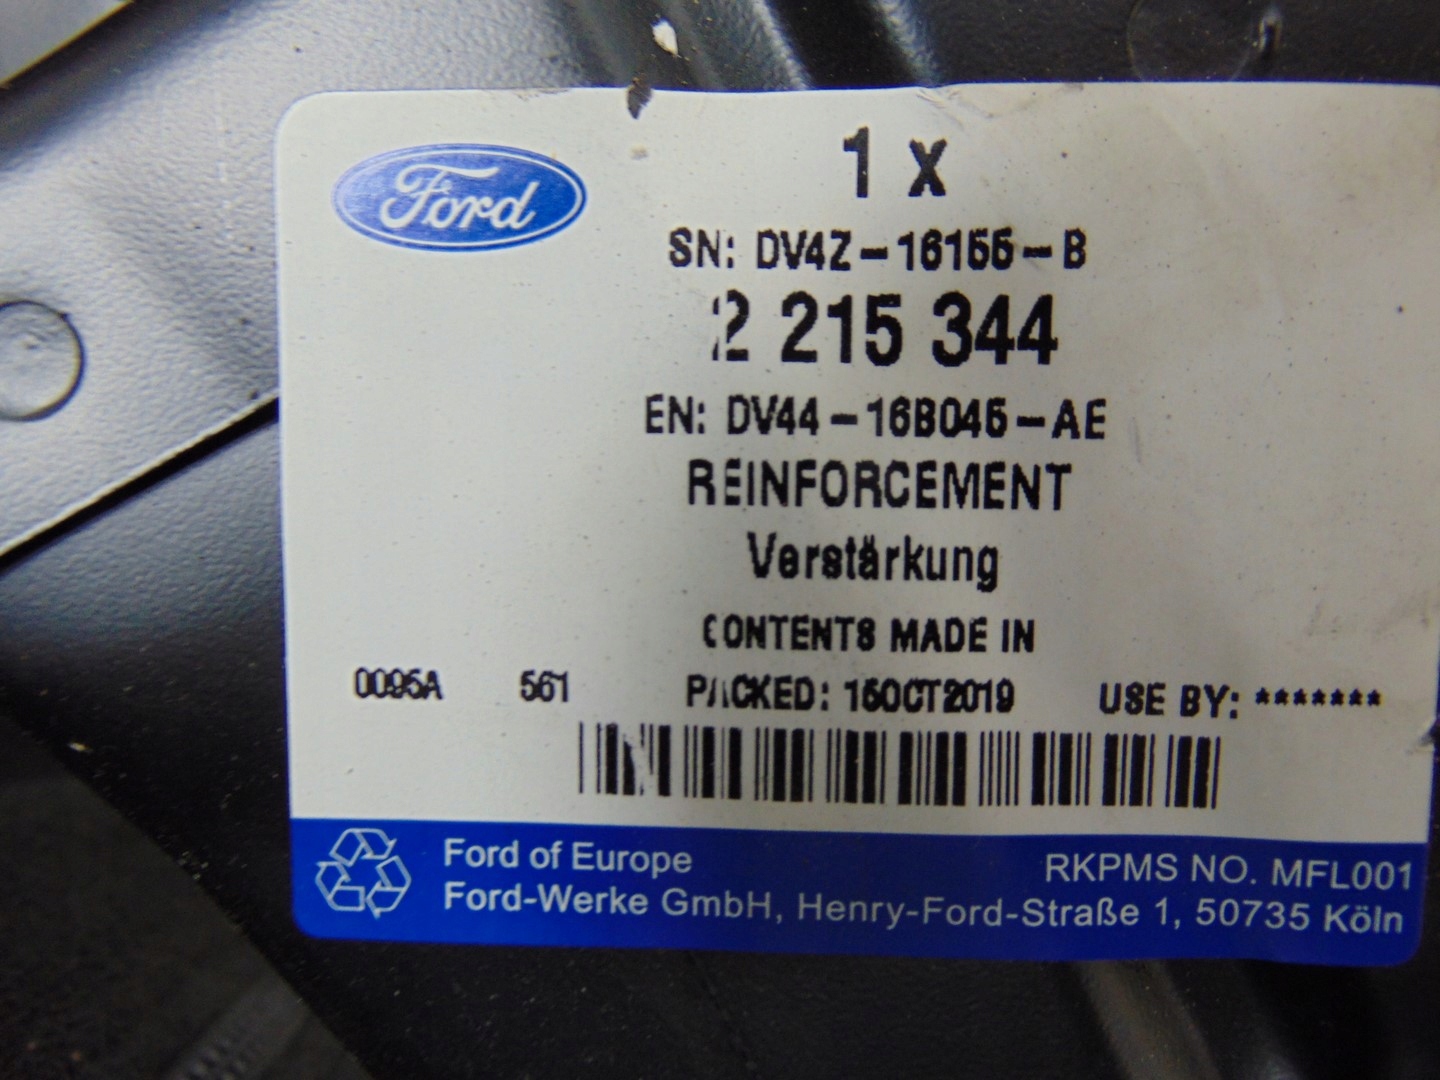 Ford
1 X
SN: DV4Z-16155-B
2 215 344
EN: DV44-16B045-AE
REINFORCEMENT
Verstärkung
CONTENTS MADE IN
0095A 561 PACKED: 15OCT2019 USE BY: *******
Ford of Europe RKPMS NO. MFL001
Ford-Werke GmbH, Henry-Ford-Straße 1, 50735 Köln